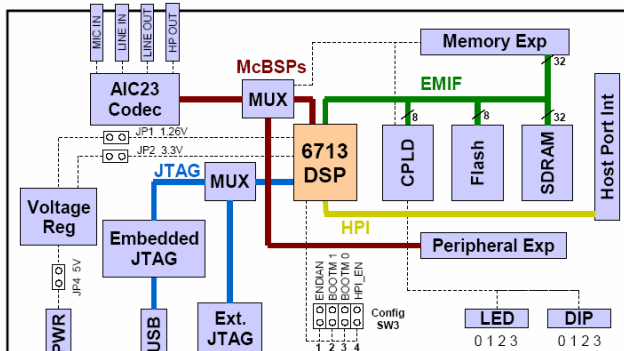 MIC IN
LINE IN
LINE OUT
HP OUT
Memory Exp
32
McBSPs
AIC23
Codec
MUX
EMIF
8
8
32
JP1 1.26V
JP2 3.3V
6713
DSP
CPLD
Flash
SDRAM
Host Port Int
JTAG
MUX
Voltage
Reg
Embedded
JTAG
HPI
Peripheral Exp
JP4 5V
ENDIAN
BOOTM 1
BOOTM 0
HPI_EN
Config
SW3
1 2 3 4
PWR
USB
Ext.
JTAG
LED
DIP
0 1 2 3
0 1 2 3